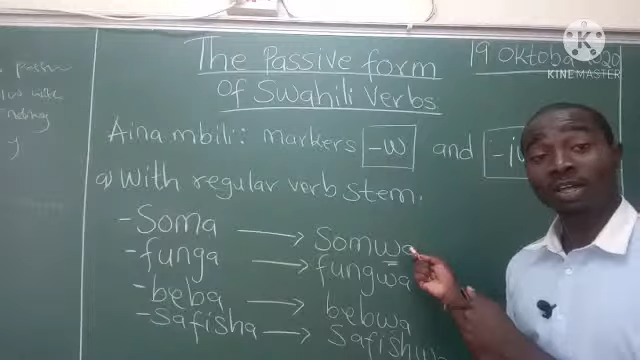 The Passive form
of Swahili Verbs
19 Oktoba 2020
KINEMASTER
Aina mbili: markers -w and
a) With regular verb stem.
-Soma → Somwa
-funga → fungwa
-beba → bebwa
-Safisha → Safishwa